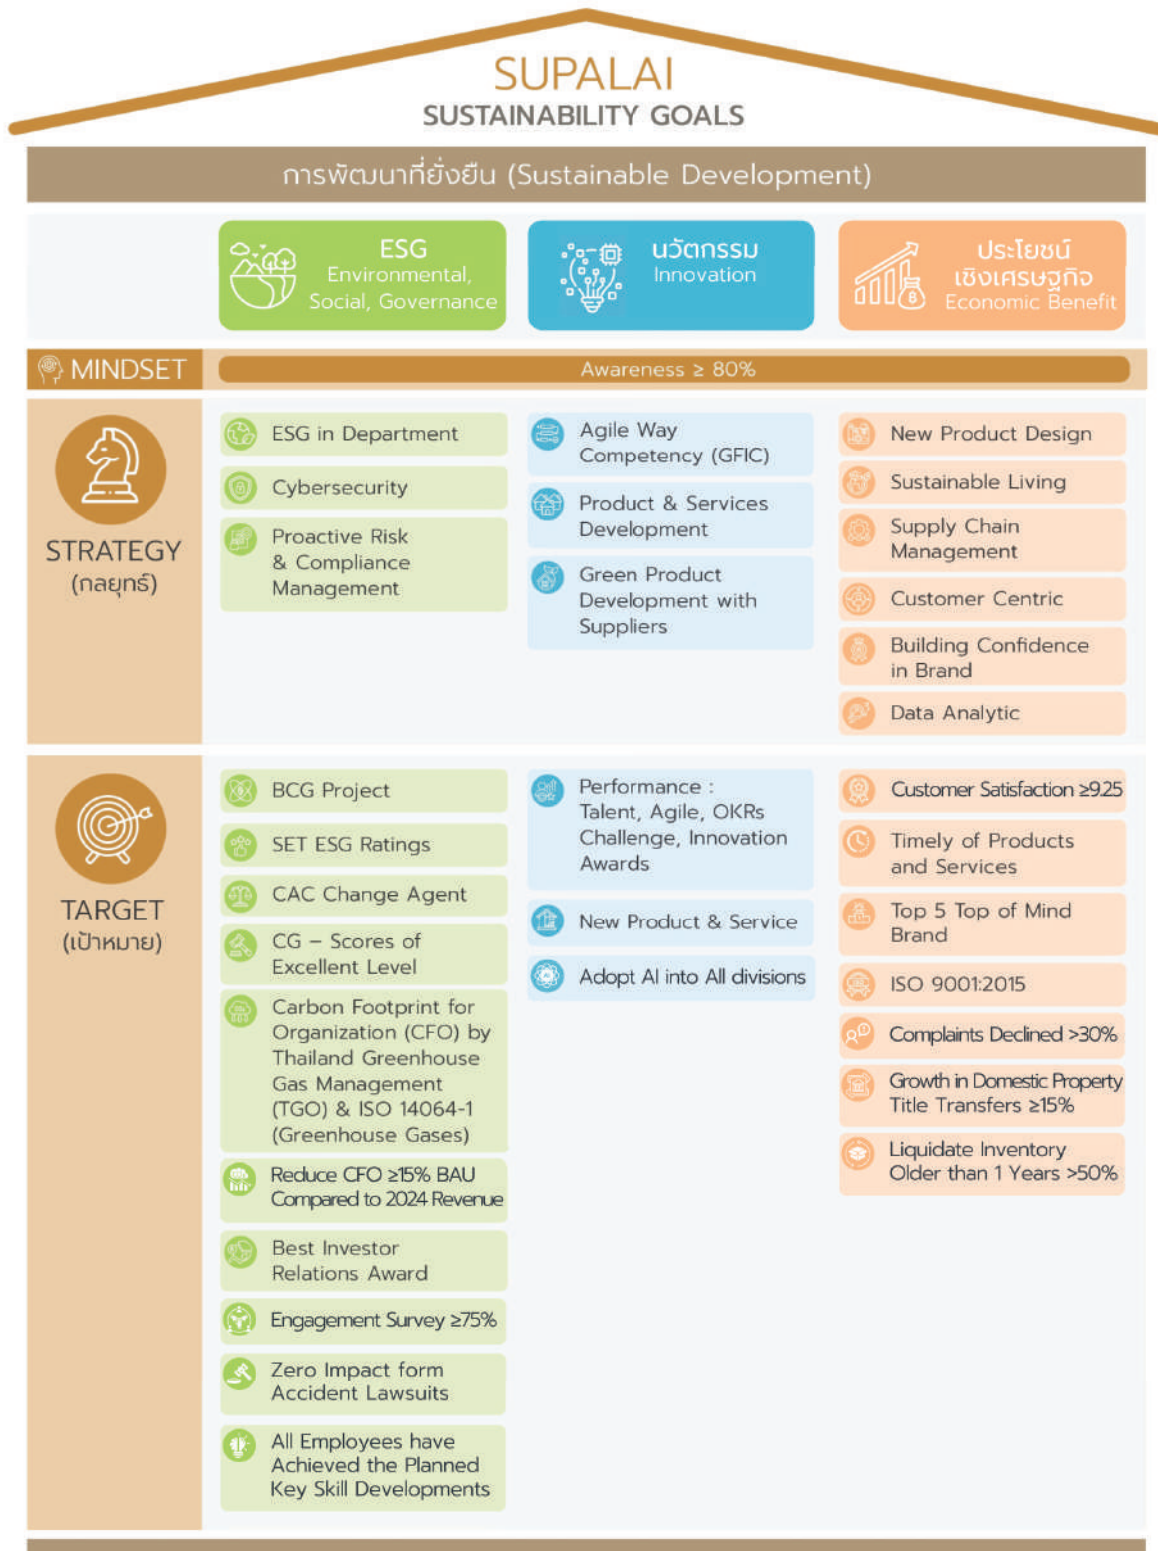 SUPALAI
SUSTAINABILITY GOALS
การพัฒนาที่ยั่งยืน (Sustainable Development)
ESG
Environmental,
Social, Governance
นวัตกรรม
Innovation
ประโยชน์
เชิงเศรษฐกิจ
Economic Benefit
MINDSET
Awareness ≥ 80%
STRATEGY
(กลยุทธ์)
ESG in Department
Cybersecurity
Proactive Risk
& Compliance
Management
Agile Way
Competency (GFIC)
Product & Services
Development
Green Product
Development with
Suppliers
New Product Design
Sustainable Living
Supply Chain
Management
Customer Centric
Building Confidence
in Brand
Data Analytic
TARGET
(เป้าหมาย)
BCG Project
SET ESG Ratings
CAC Change Agent
CG – Scores of
Excellent Level
Carbon Footprint for
Organization (CFO) by
Thailand Greenhouse
Gas Management
(TGO) & ISO 14064-1
(Greenhouse Gases)
Reduce CFO ≥15% BAU
Compared to 2024 Revenue
Best Investor
Relations Award
Engagement Survey ≥75%
Zero Impact form
Accident Lawsuits
All Employees have
Achieved the Planned
Key Skill Developments
Performance :
Talent, Agile, OKRs
Challenge, Innovation
Awards
New Product & Service
Adopt AI into All divisions
Customer Satisfaction ≥9.25
Timely of Products
and Services
Top 5 Top of Mind
Brand
ISO 9001:2015
Complaints Declined >30%
Growth in Domestic Property
Title Transfers ≥15%
Liquidate Inventory
Older than 1 Years >50%